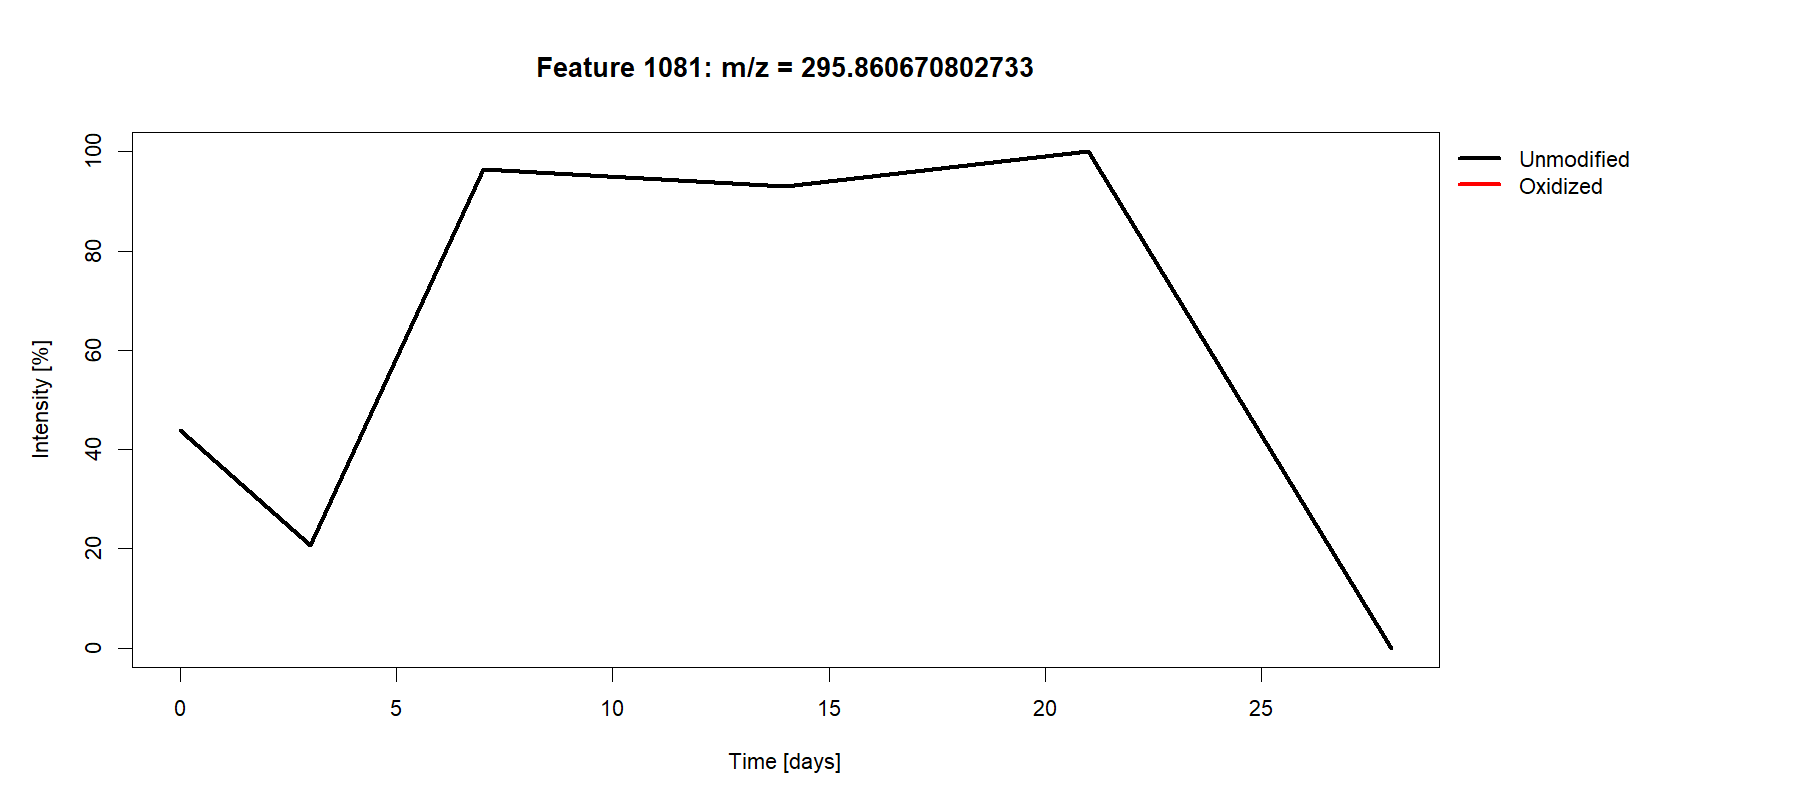 Feature 1081: m/z = 295.860670802733
Unmodified
Oxidized
Intensity [%]
100
80
60
40
20
0
0 5 10 15 20 25
Time [days]